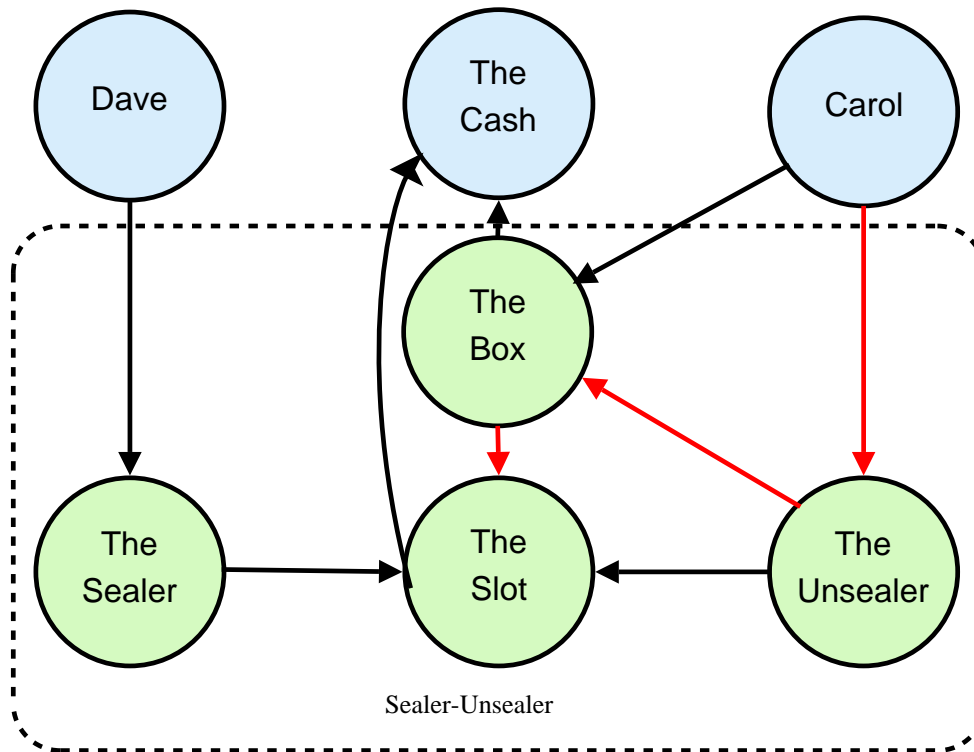 Dave
The
Cash
Carol
The
Box
The
Sealer
The
Slot
The
Unsealer
Sealer-Unsealer